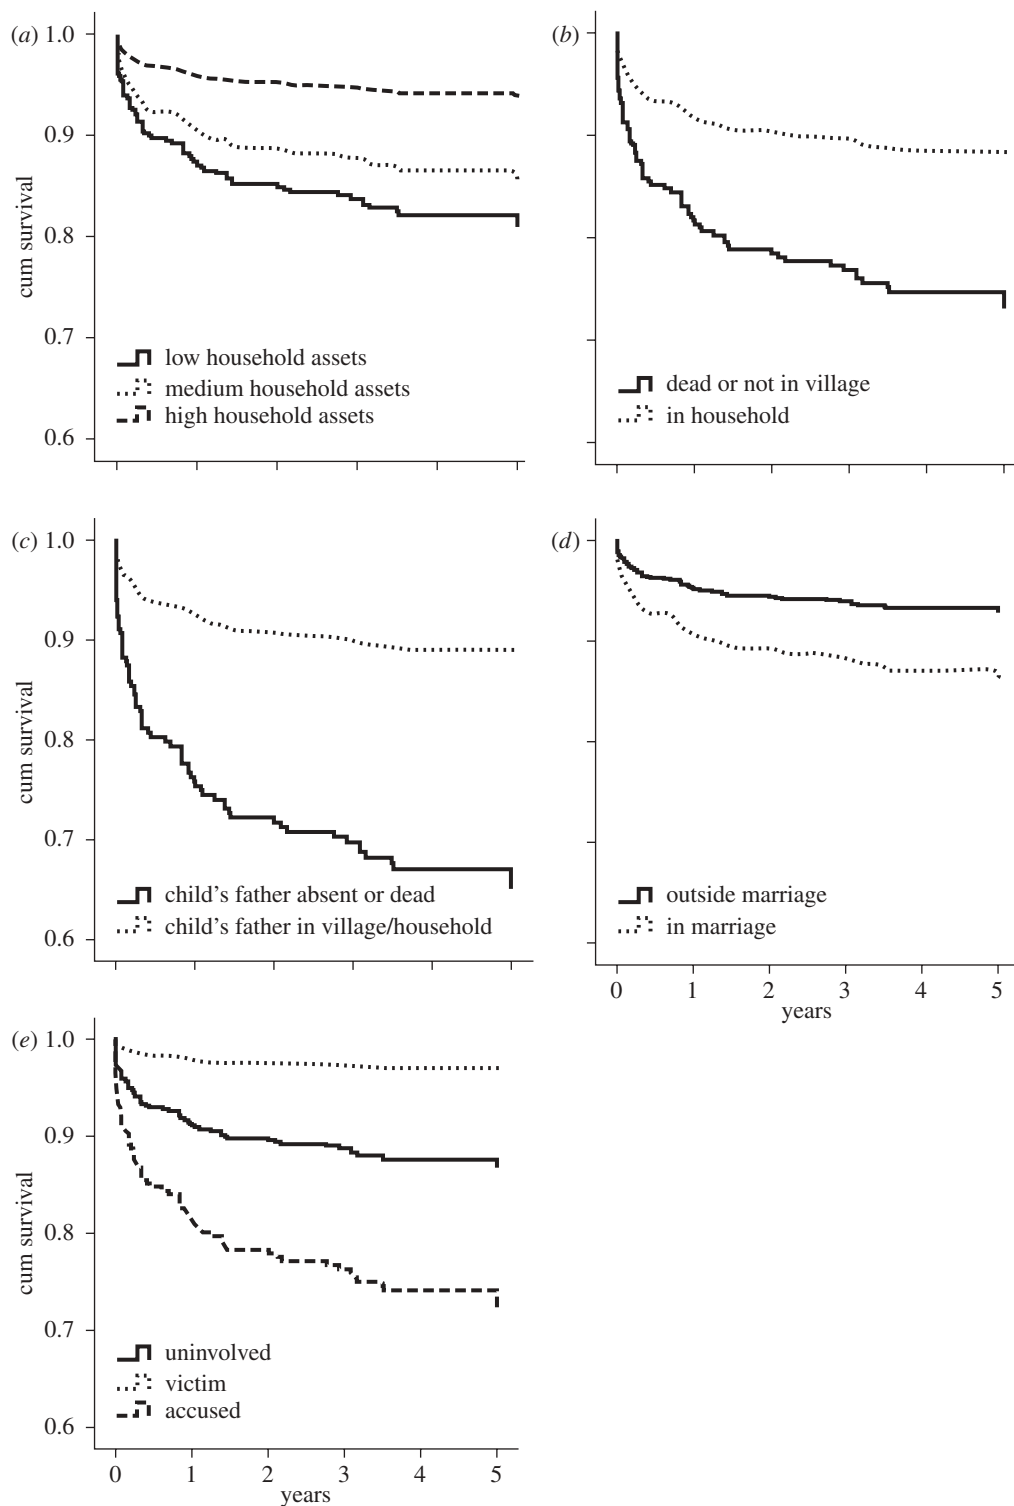 (a) 1.0
0.9
0.8
0.7
0.6
cum survival
low household assets
medium household assets
high household assets
(b)
dead or not in village
in household
(c) 1.0
0.9
0.8
0.7
0.6
cum survival
child's father absent or dead
child's father in village/household
(d)
outside marriage
in marriage
0 1 2 3 4 5
years
(e) 1.0
0.9
0.8
0.7
0.6
cum survival
uninvolved
victim
accused
0 1 2 3 4 5
years